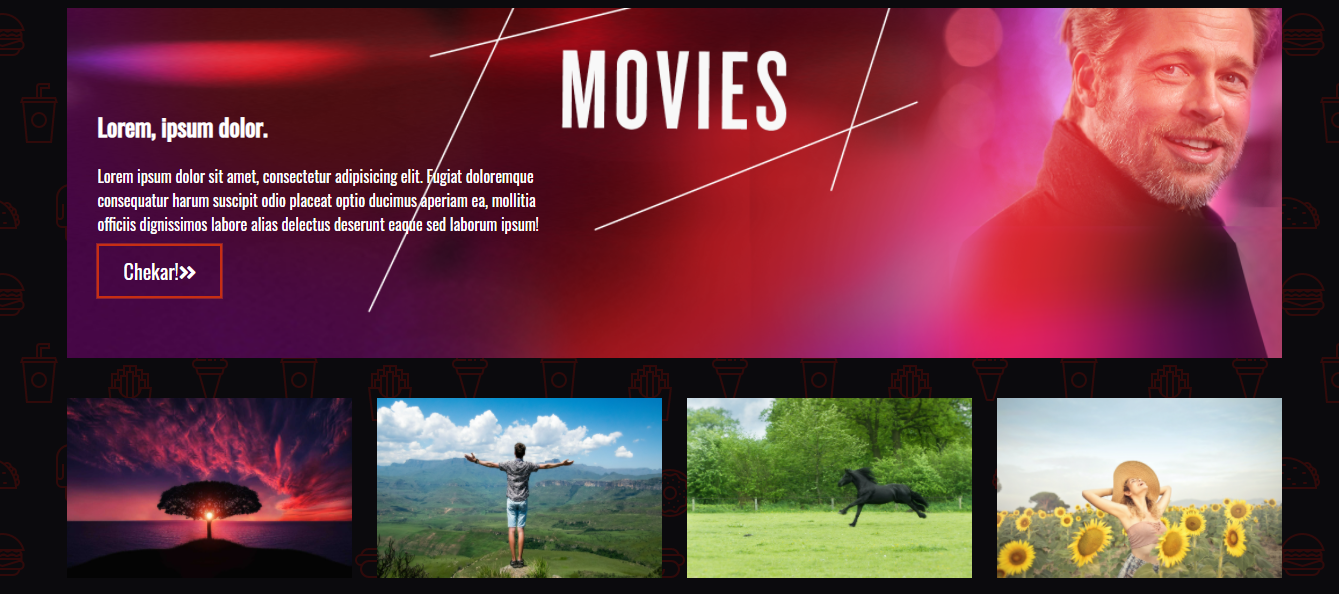 MOVIES
Lorem, ipsum dolor.
Lorem ipsum dolor sit amet, consectetur adipisicing elit. Fugiat doloremque
consequatur harum suscipit odio placeat optio ducimus aperiam ea, mollitia
officiis dignissimos labore alias delectus deserunt eaque sed laborum ipsum!
Chekar!»